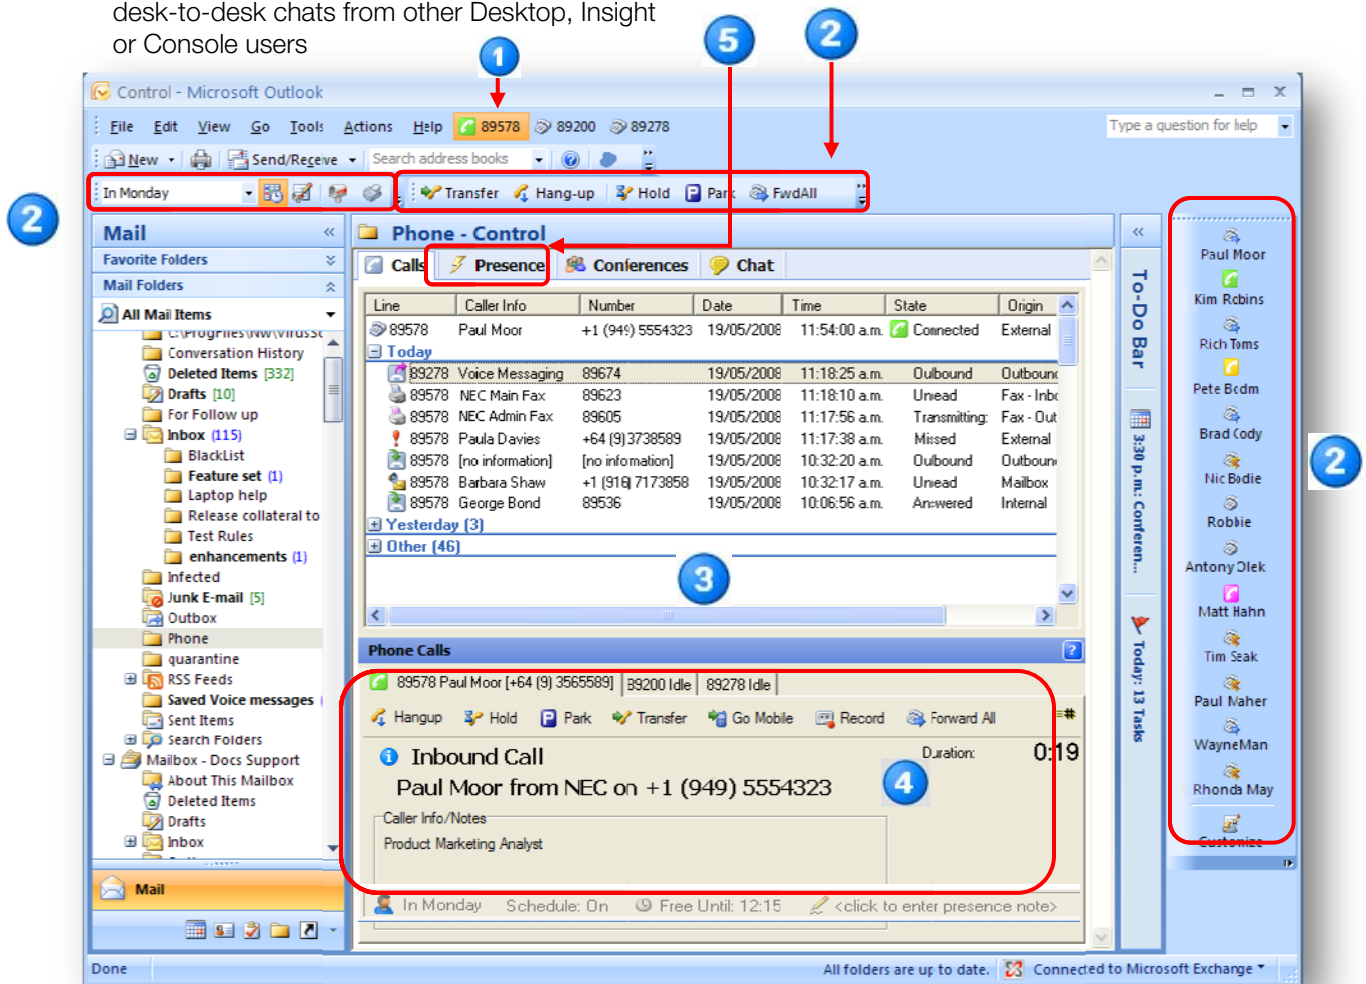 desk-to-desk chats from other Desktop, Insight
or Console users
1
5
2
Control - Microsoft Outlook
File Edit View Go Tools Actions Help 89578 89200 89278
Type a question for help
New Send/Receive Search address books
In Monday
Transfer Hang-up Hold Park FwdAll
2
Mail
Favorite Folders
Mail Folders
All Mail Items
Conversation History
Deleted Items [332]
Drafts [10]
For Follow up
Inbox (115)
BlackList
Feature set (1)
Laptop help
Release collateral to
Test Rules
enhancements (1)
Infected
Junk E-mail [5]
Outbox
Phone
quarantine
RSS Feeds
Saved Voice messages (
Sent Items
Search Folders
Mailbox - Docs Support
About This Mailbox
Deleted Items
Drafts
Inbox
Mail
Phone - Control
Calls Presence Conferences Chat
Line Caller Info Number Date Time State Origin
89578 Paul Moor +1 (949) 5554323 19/05/2008 11:54:00 a.m. Connected External
Today
89278 Voice Messaging 89674 19/05/2008 11:18:25 a.m. Outbound Outbound
89578 NEC Main Fax 89623 19/05/2008 11:18:10 a.m. Unread Fax - Inbo
89578 NEC Admin Fax 89605 19/05/2008 11:17:56 a.m. Transmitting: Fax - Out
89578 Paula Davies +64 (9) 3738589 19/05/2008 11:17:38 a.m. Missed External
89578 [no information] [no information] 19/05/2008 10:32:20 a.m. Outbound Outboun
89578 Barbara Shaw +1 (916) 7173858 19/05/2008 10:32:17 a.m. Unread Mailbox
89578 George Bond 89536 19/05/2008 10:06:56 a.m. Answered Internal
Yesterday (3)
Other (46)
3
Phone Calls
89578 Paul Moor [+64 (9) 3565589] 89200 Idle 89278 Idle
Hangup Hold Park Transfer Go Mobile Record Forward All
Inbound Call
Duration: 0:19
Paul Moor from NEC on +1 (949) 5554323
4
Caller Info/Notes
Product Marketing Analyst
In Monday Schedule: On Free Until: 12:15 <click to enter presence note>
To-Do Bar
3:30 p.m.: Conferen...
Today: 13 Tasks
Paul Moor
Kim Robins
Rich Toms
Pete Bodm
Brad Cody
Nic Bodie
Robbie
Antony Olek
Matt Hahn
Tim Seak
Paul Maher
WayneMan
Rhonda May
Customize
2
Done
All folders are up to date. Connected to Microsoft Exchange